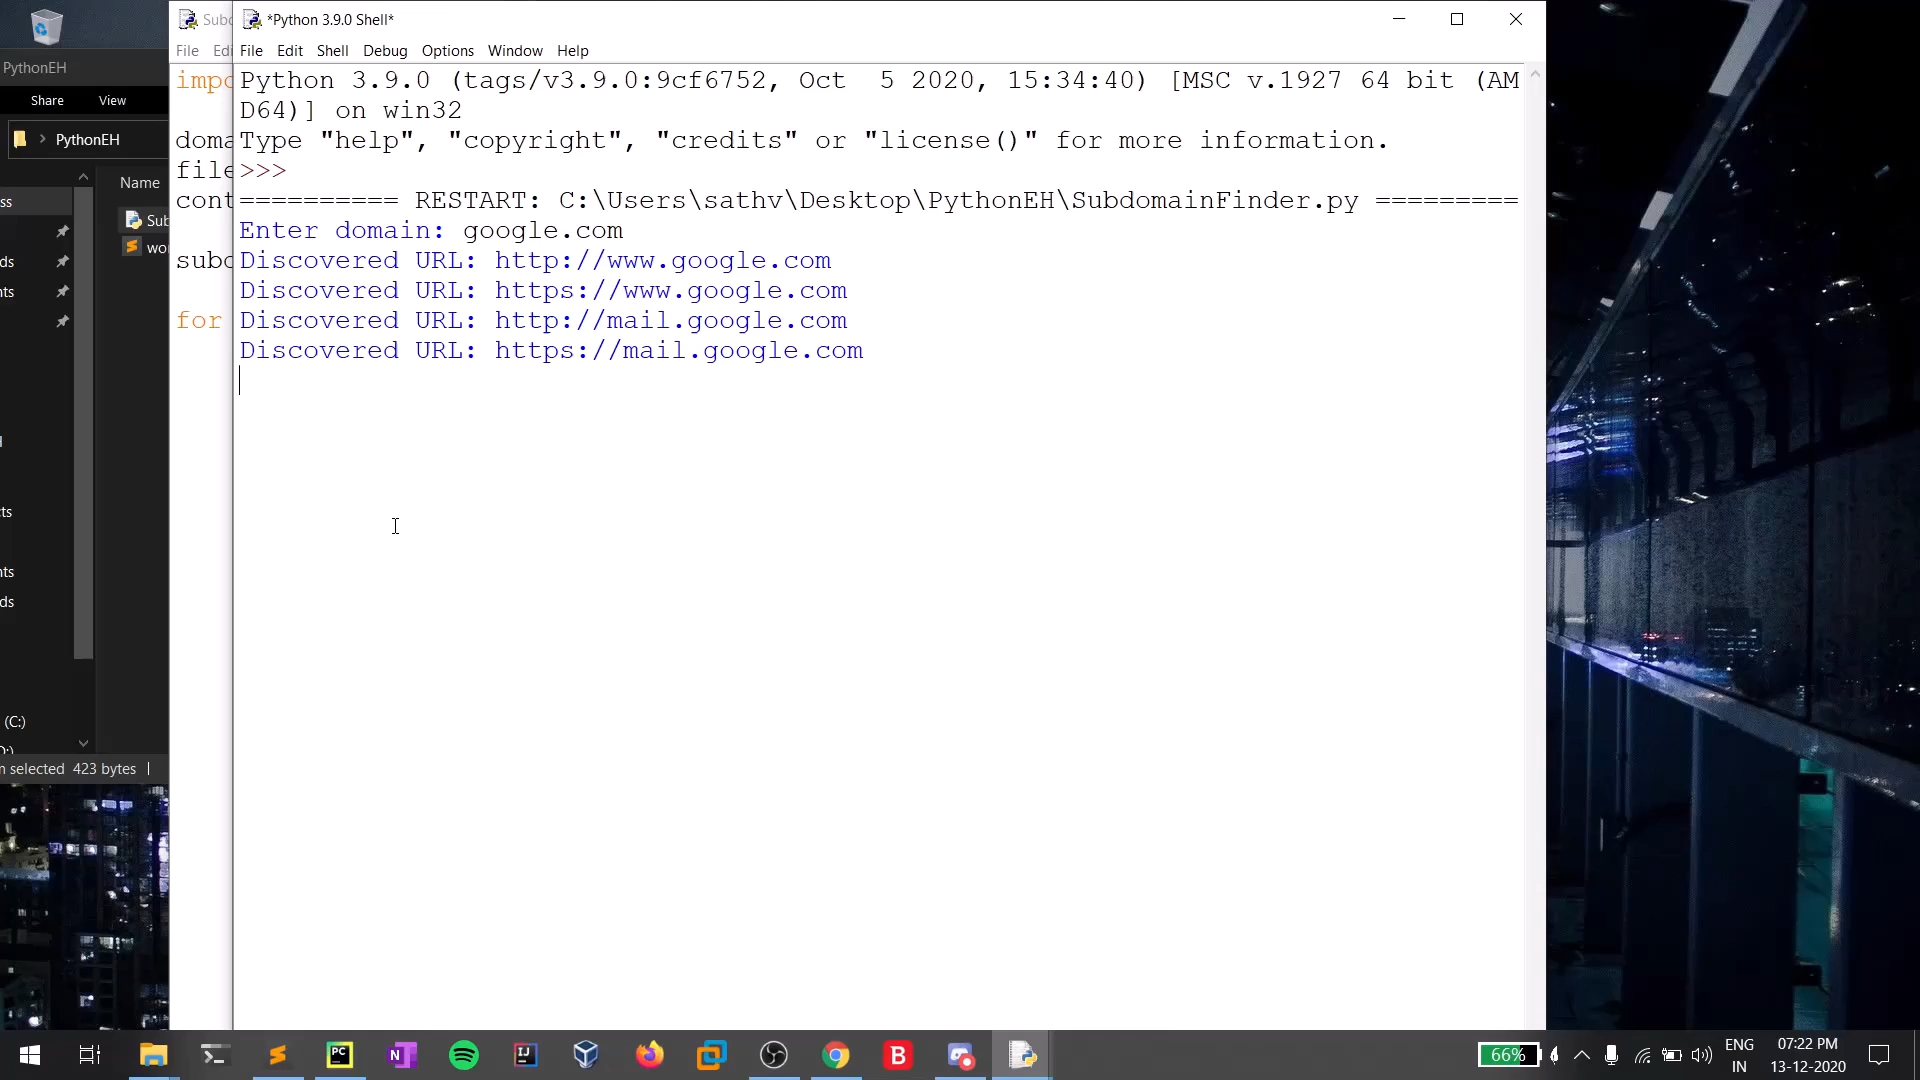 PythonEH
Share View
PythonEH
Name
(C:)
selected 423 bytes
File
*Python 3.9.0 Shell*
File Edit Shell Debug Options Window Help
Python 3.9.0 (tags/v3.9.0:9cf6752, Oct  5 2020, 15:34:40) [MSC v.1927 64 bit (AM
D64)] on win32
Type "help", "copyright", "credits" or "license()" for more information.
>>>
========== RESTART: C:\Users\sathv\Desktop\PythonEH\SubdomainFinder.py =========
Enter domain: google.com
Discovered URL: http://www.google.com
Discovered URL: https://www.google.com
Discovered URL: http://mail.google.com
Discovered URL: https://mail.google.com
file
for
66%
ENG
IN
07:22 PM
13-12-2020